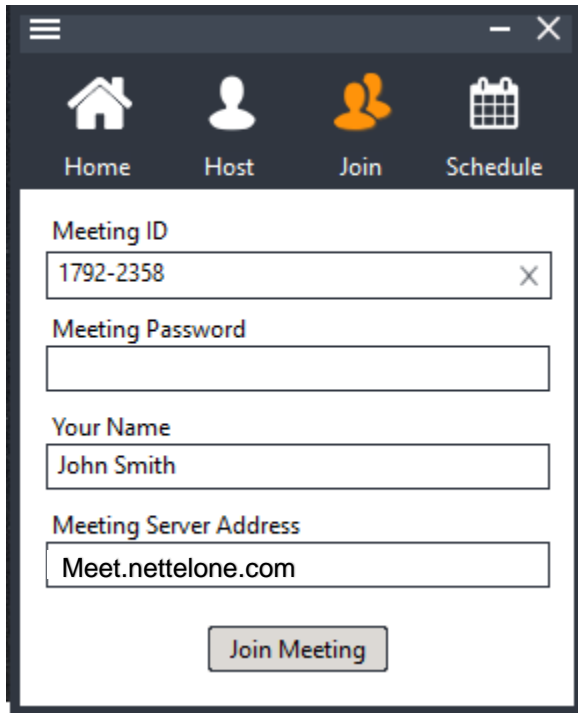 Home Host Join Schedule
Meeting ID
1792-2358
Meeting Password
Your Name
John Smith
Meeting Server Address
Meet.nettelone.com
Join Meeting